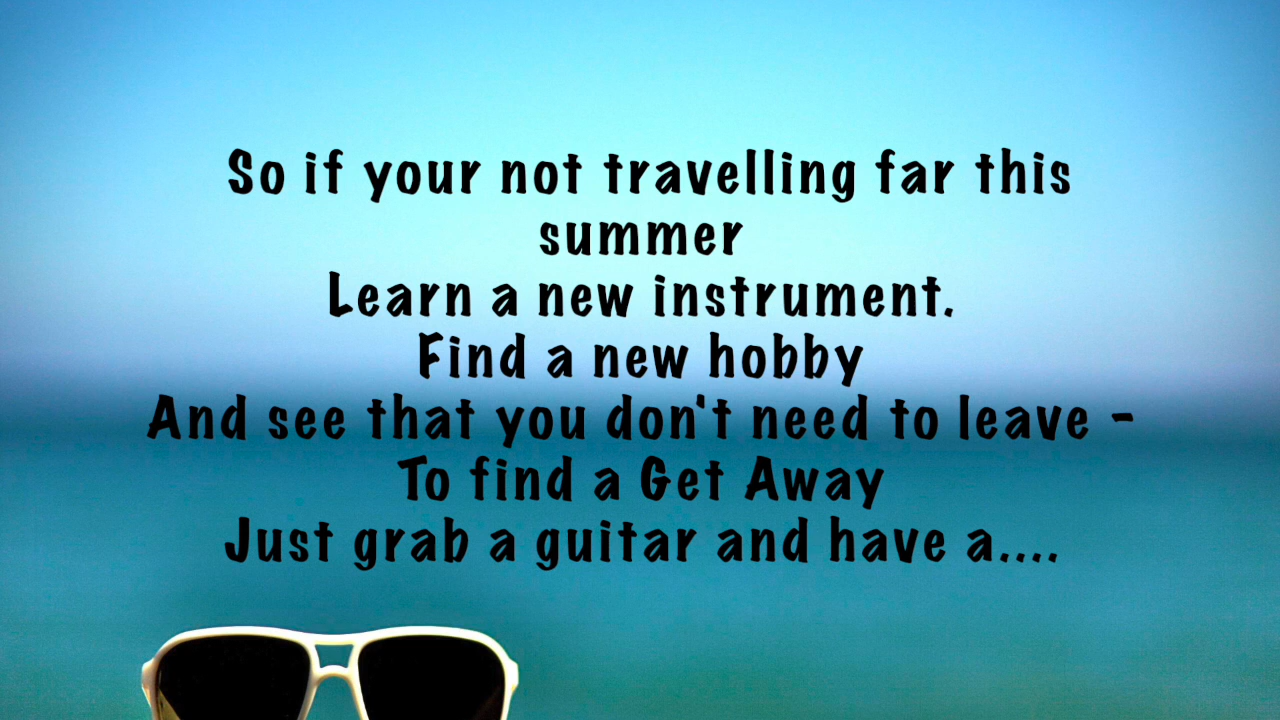 So if your not travelling far this
summer
Learn a new instrument.
Find a new hobby
And see that you don't need to leave -
To find a Get Away
Just grab a guitar and have a....